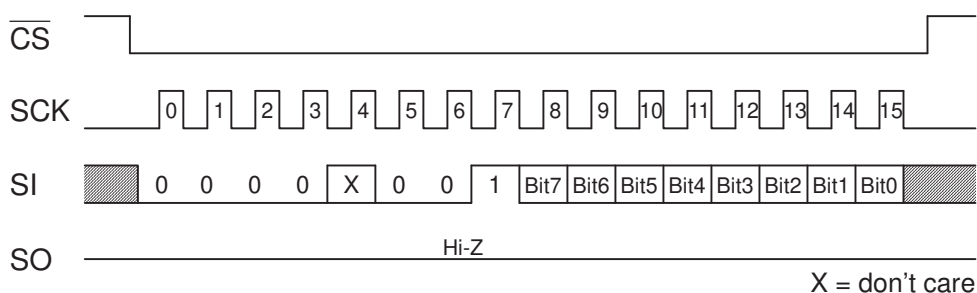 CS
SCK 0 1 2 3 4 5 6 7 8 9 10 11 12 13 14 15
SI 0 0 0 0 X 0 0 1 Bit7 Bit6 Bit5 Bit4 Bit3 Bit2 Bit1 Bit0
Hi-Z
SO
X = don't care